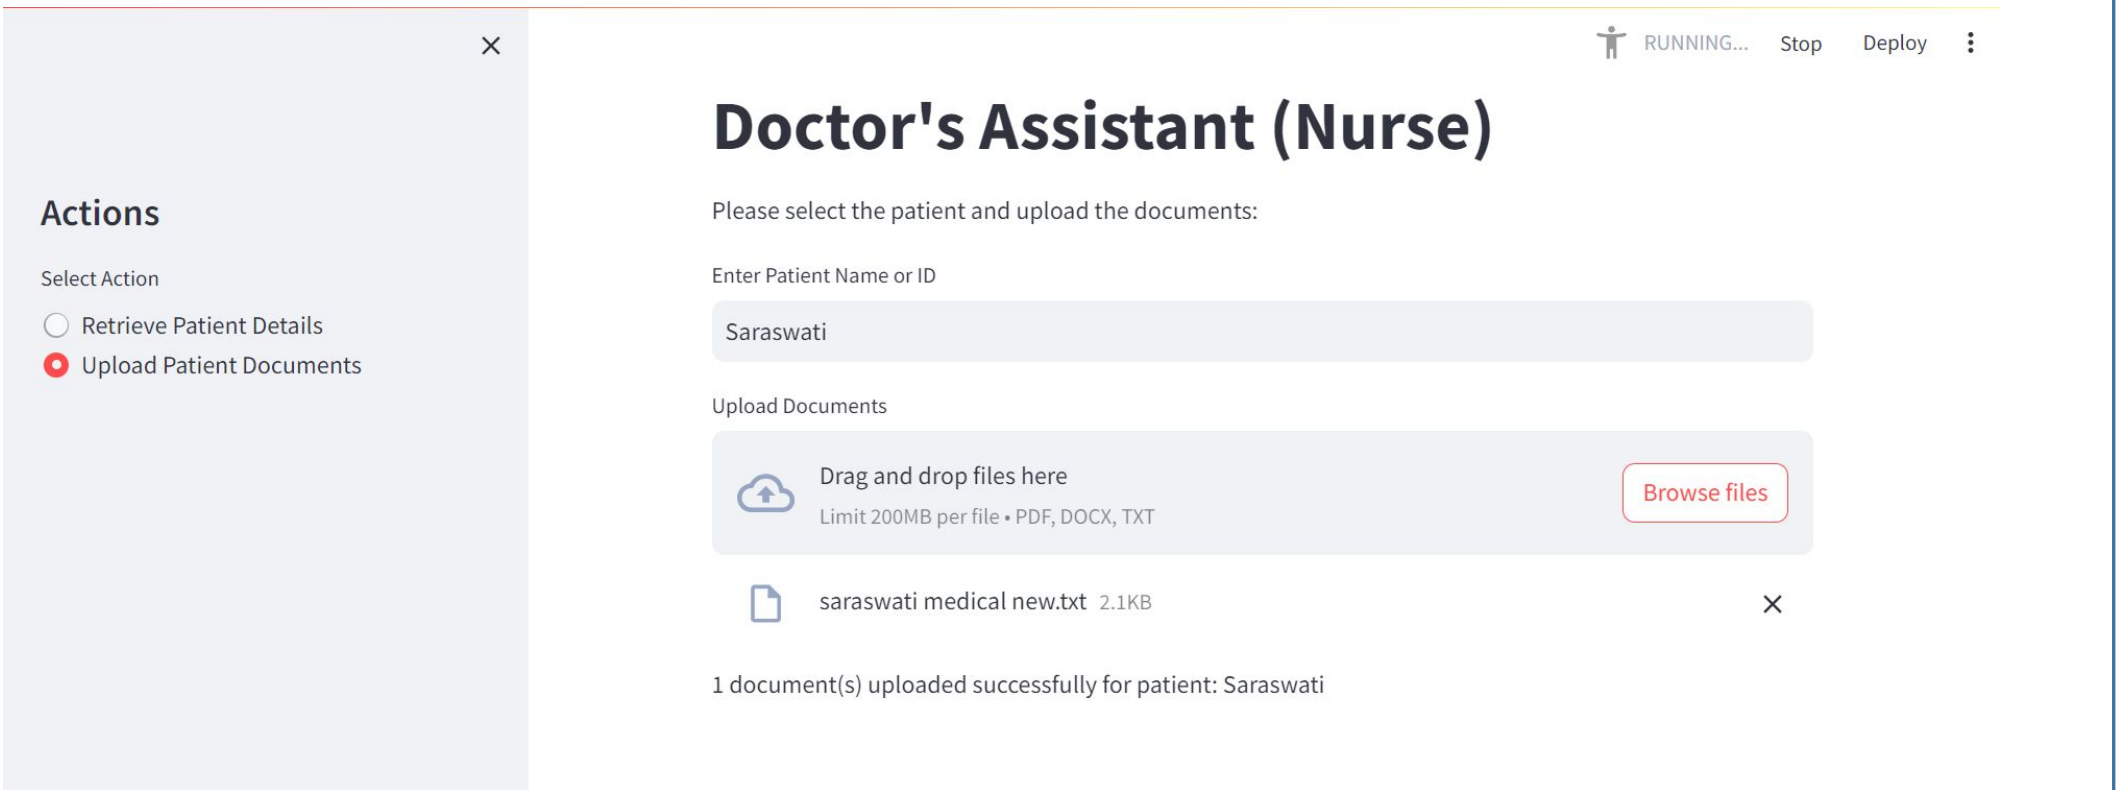 RUNNING... Stop Deploy
Doctor's Assistant (Nurse)
Actions
Please select the patient and upload the documents:
Select Action
Enter Patient Name or ID
Retrieve Patient Details
Saraswati
Upload Patient Documents
Upload Documents
Drag and drop files here
Limit 200MB per file • PDF, DOCX, TXT
Browse files
saraswati medical new.txt 2.1KB
1 document(s) uploaded successfully for patient: Saraswati